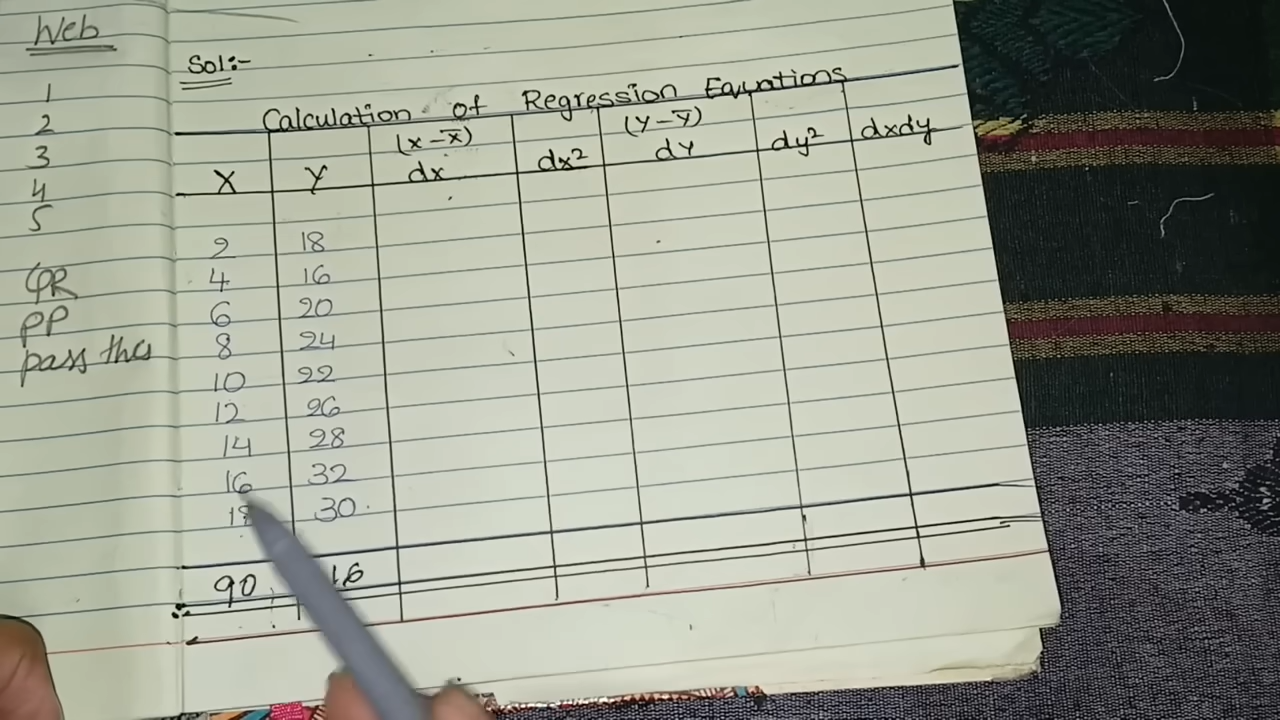 Web
1
2
3
4
5
QR
PP
pass the
Sol:-
Calculation of Regression Equations
(x-x̄) (y-ȳ)
X Y dx dx² dy dy² dxdy
2 18
4 16
6 20
8 24
10 22
12 26
14 28
16 32
18 30
90 16